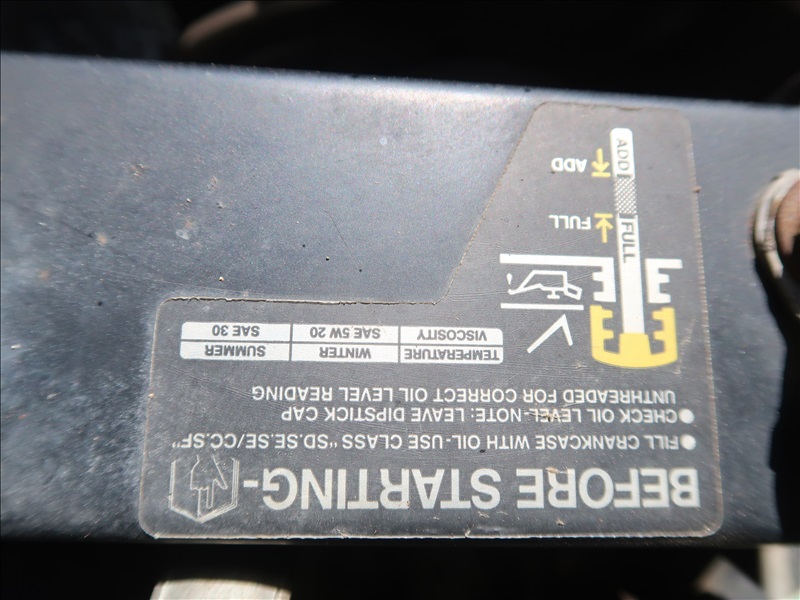 BEFORE STARTING-
● FILL CRANKCASE WITH OIL- USE CLASS "SD.SE.SE/CC.SF"
● CHECK OIL LEVEL- NOTE: LEAVE DIPSTICK CAP
UNTHREADED FOR CORRECT OIL LEVEL READING
TEMPERATURE WINTER SUMMER
VISCOSITY SAE 5W 20 SAE 30
FULL
FULL
ADD
ADD